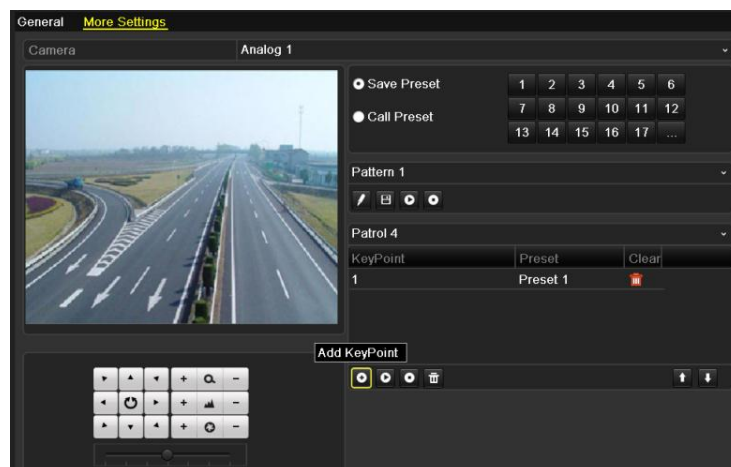 General More Settings
Camera Analog 1
Save Preset 1 2 3 4 5 6
Call Preset 7 8 9 10 11 12
13 14 15 16 17 ...
Pattern 1
Patrol 4
KeyPoint Preset Clear
1 Preset 1
Add KeyPoint